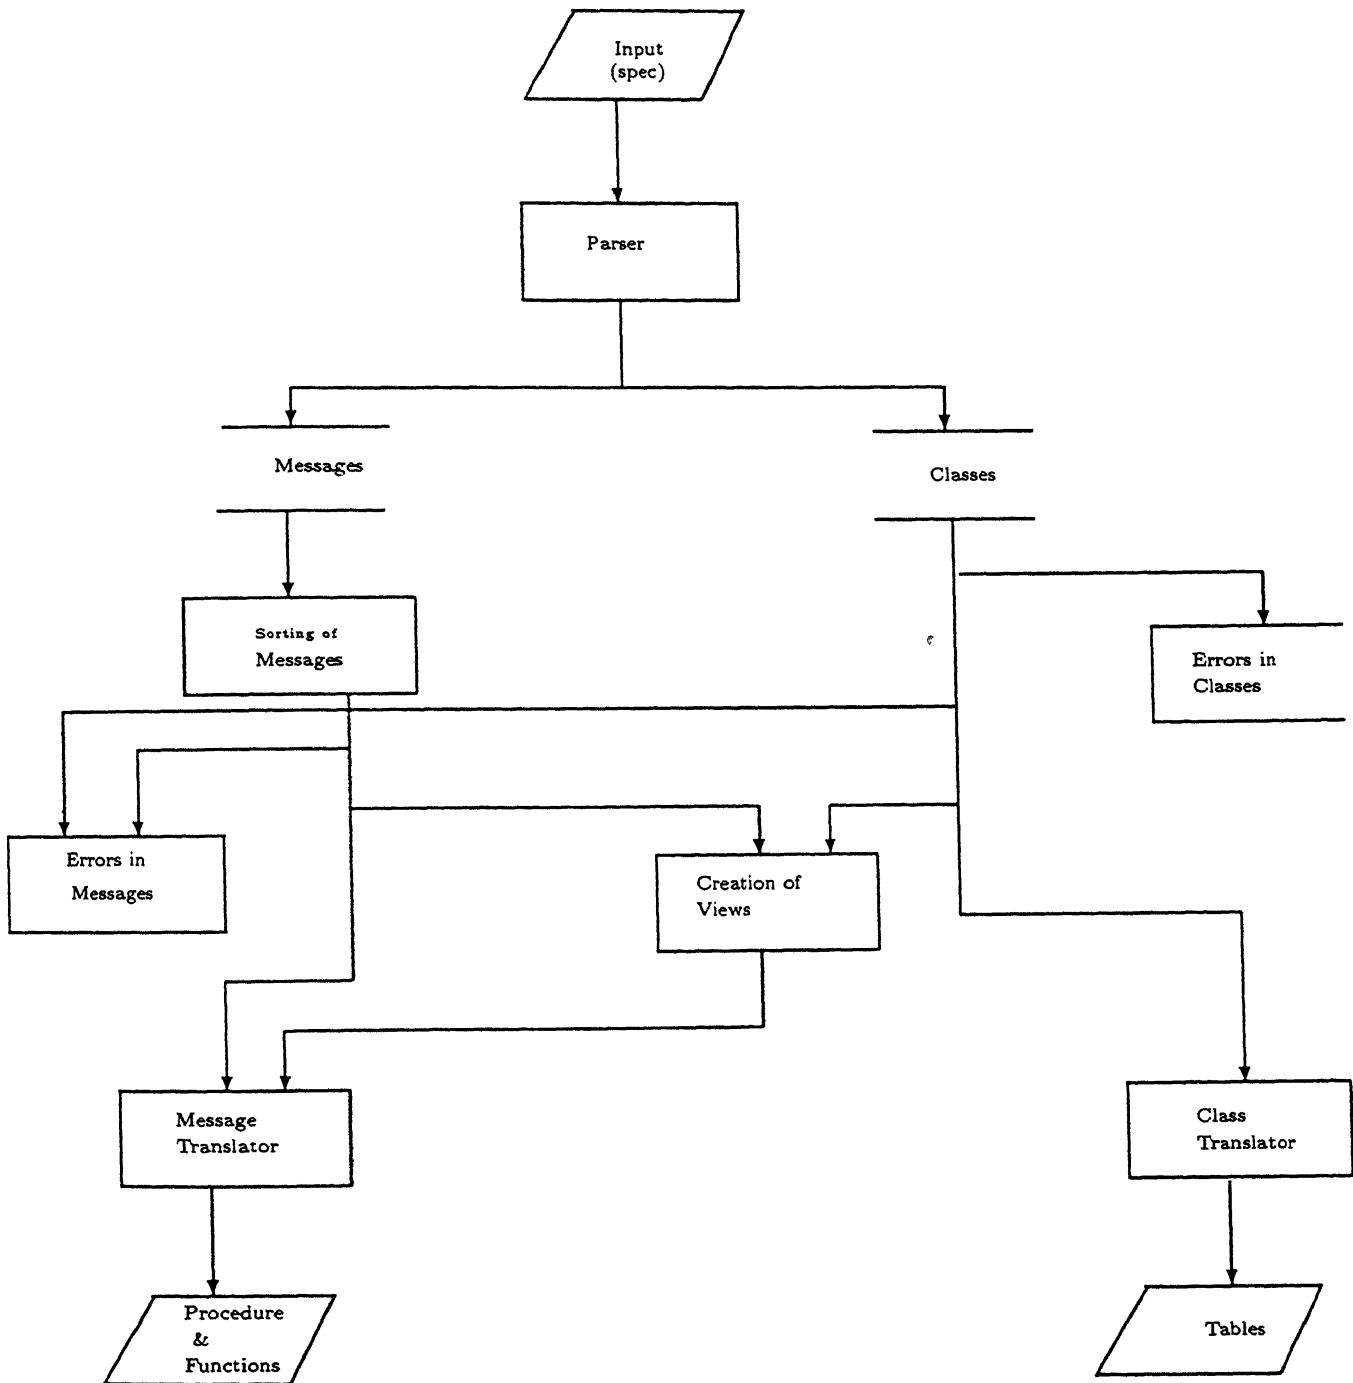 Input
(spec)
Parser
Messages
Classes
Sorting of
Messages
Errors in
Classes
Errors in
Messages
Creation of
Views
Message
Translator
Class
Translator
Procedure
&
Functions
Tables